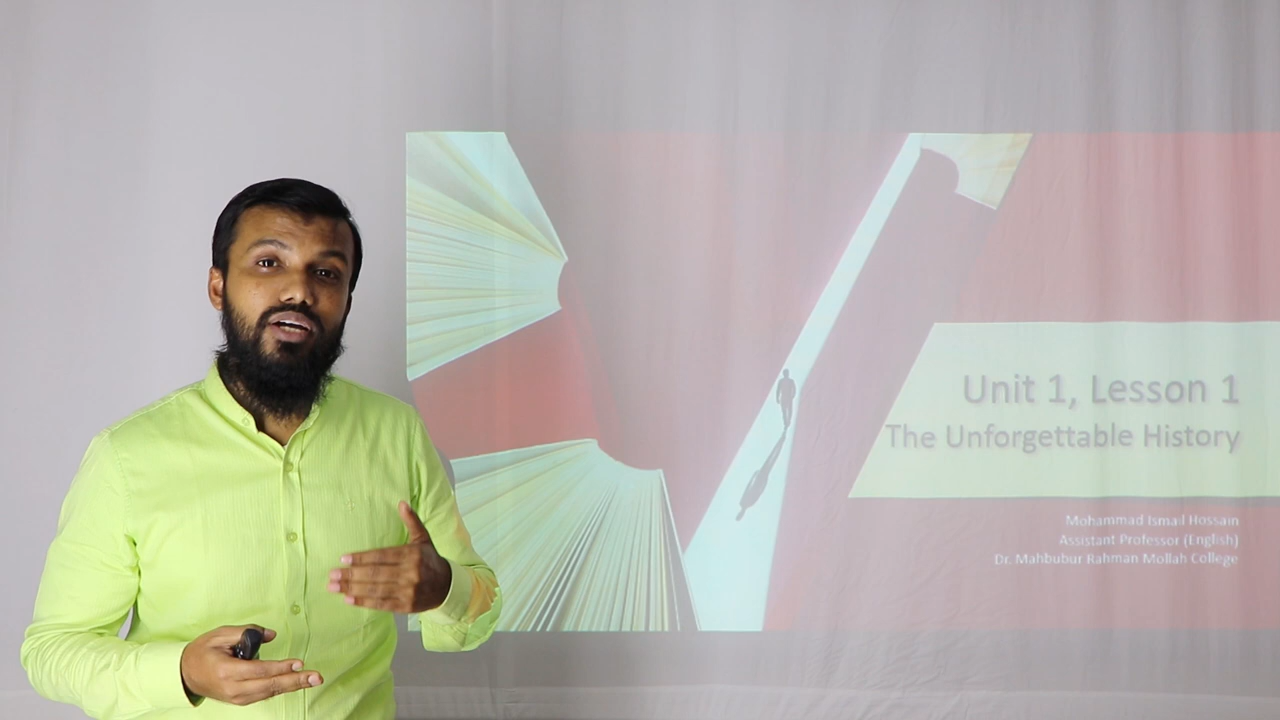 Unit 1, Lesson 1
The Unforgettable History
Mohammad Ismail Hossain
Assistant Professor (English)
Dr. Mahbubur Rahman Mollah College